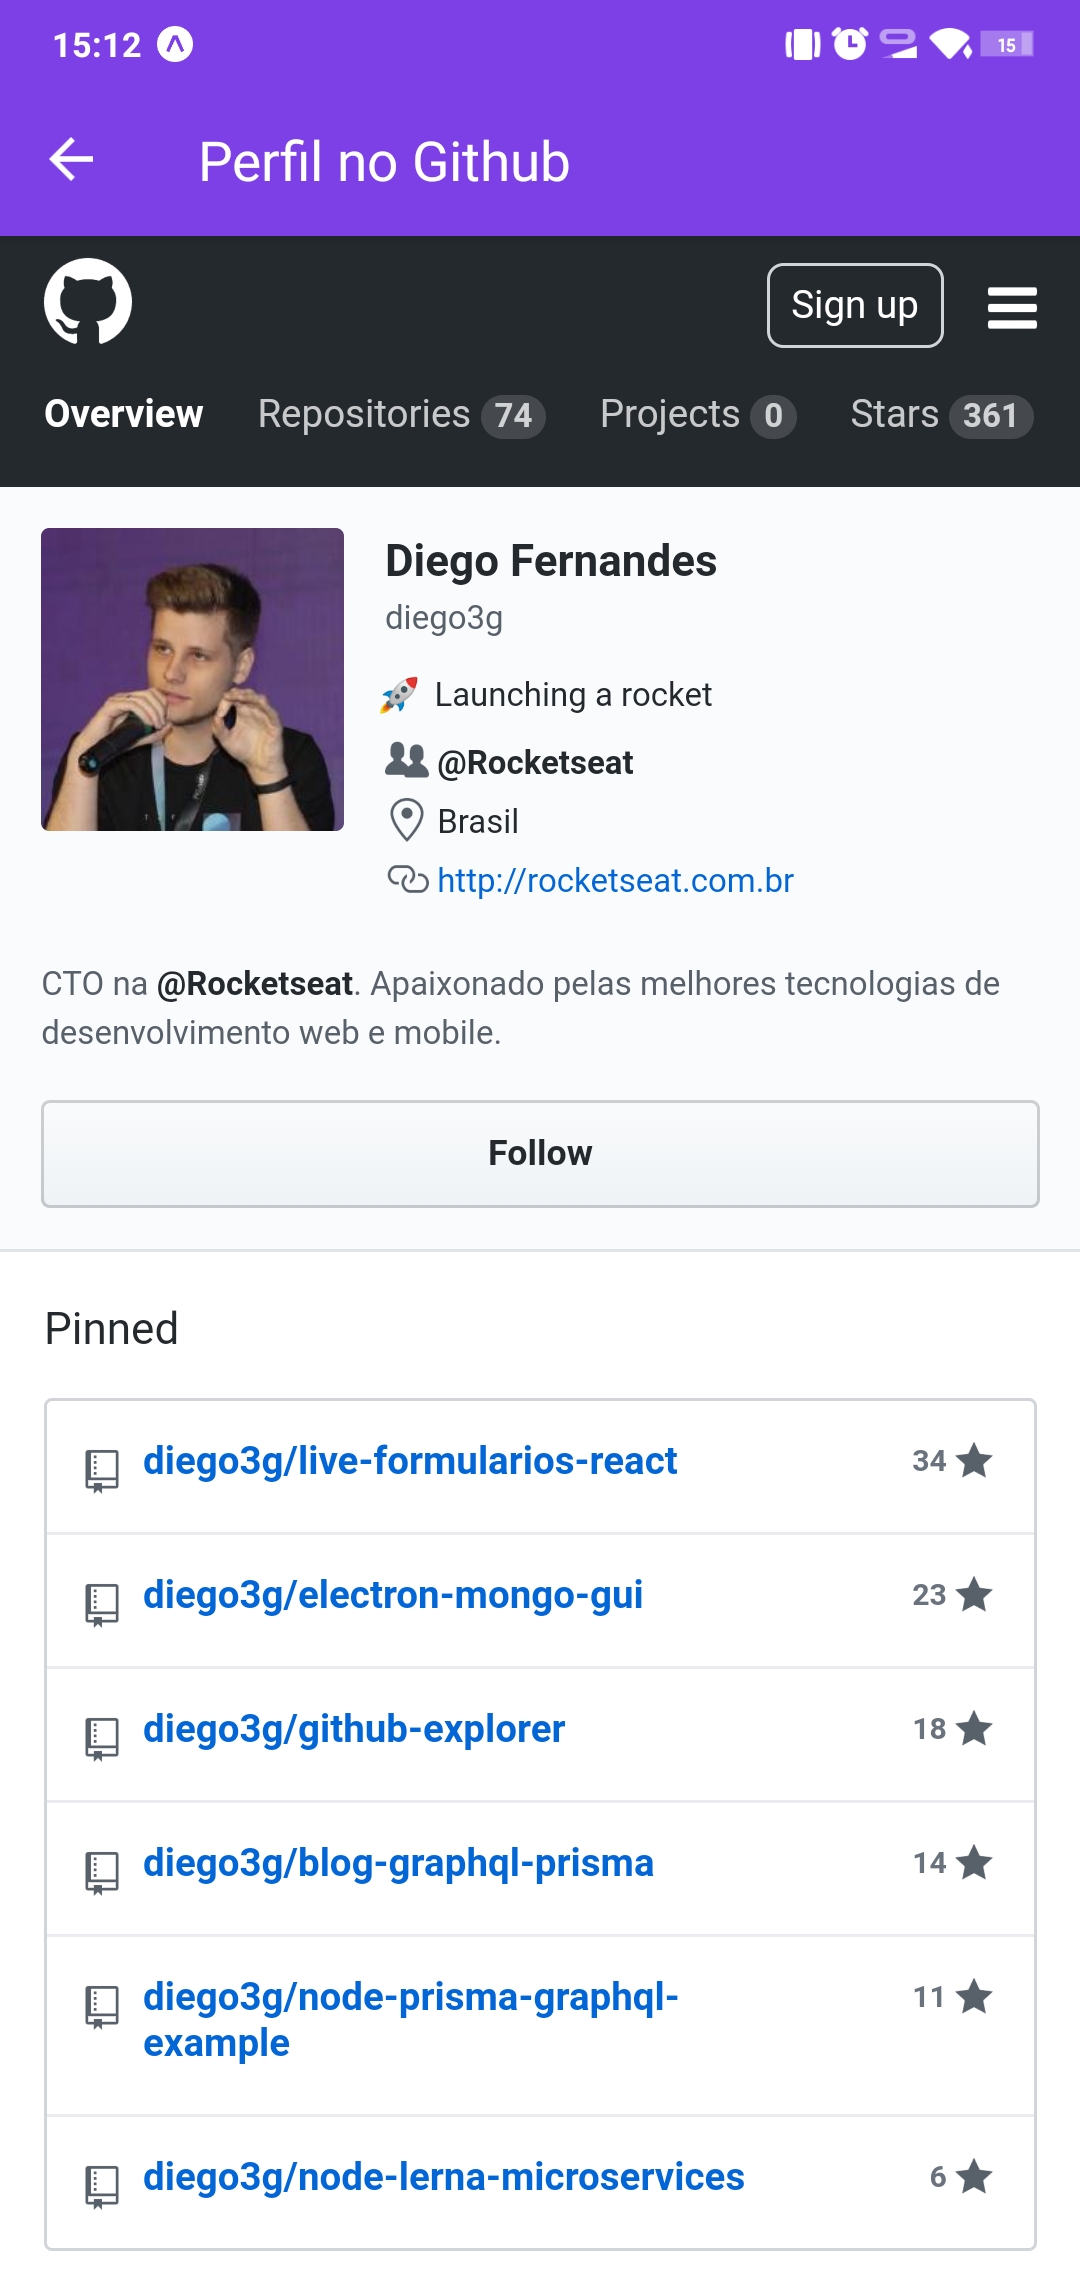 15:12
15
Perfil no Github
Sign up
Overview Repositories 74 Projects 0 Stars 361
Diego Fernandes
diego3g
Launching a rocket
@Rocketseat
Brasil
http://rocketseat.com.br
CTO na @Rocketseat. Apaixonado pelas melhores tecnologias de
desenvolvimento web e mobile.
Follow
Pinned
diego3g/live-formularios-react 34
diego3g/electron-mongo-gui 23
diego3g/github-explorer 18
diego3g/blog-graphql-prisma 14
diego3g/node-prisma-graphql- 11
example
diego3g/node-lerna-microservices 6